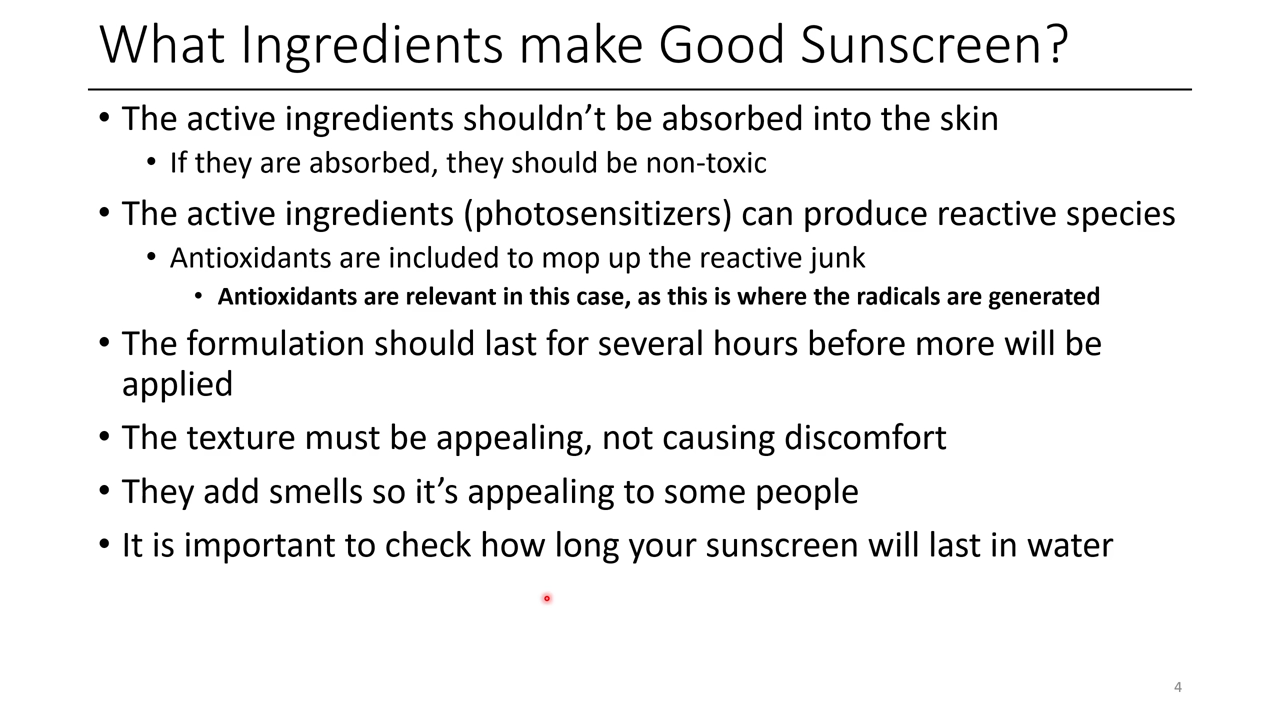 What Ingredients make Good Sunscreen?
• The active ingredients shouldn’t be absorbed into the skin
• If they are absorbed, they should be non-toxic
• The active ingredients (photosensitizers) can produce reactive species
• Antioxidants are included to mop up the reactive junk
• Antioxidants are relevant in this case, as this is where the radicals are generated
• The formulation should last for several hours before more will be
applied
• The texture must be appealing, not causing discomfort
• They add smells so it’s appealing to some people
• It is important to check how long your sunscreen will last in water
4